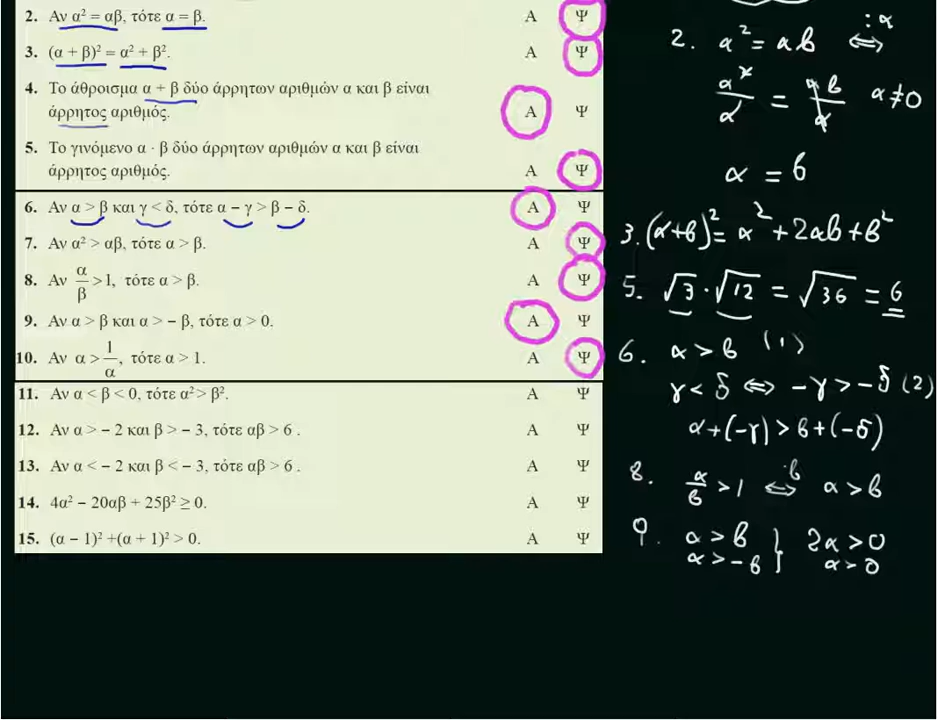 2. Αν α² = αβ, τότε α = β. Α Ψ
3. (α + β)² = α² + β². Α Ψ
4. Το άθροισμα α + β δύο άρρητων αριθμών α και β είναι
άρρητος αριθμός. Α Ψ
5. Το γινόμενο α · β δύο άρρητων αριθμών α και β είναι
άρρητος αριθμός. Α Ψ
6. Αν α > β και γ < δ, τότε α − γ > β − δ. Α Ψ
7. Αν α² > αβ, τότε α > β. Α Ψ
8. Αν α/β > 1, τότε α > β. Α Ψ
9. Αν α > β και α > − β, τότε α > 0. Α Ψ
10. Αν α > 1/α, τότε α > 1. Α Ψ
11. Αν α < β < 0, τότε α² > β². Α Ψ
12. Αν α > − 2 και β > − 3, τότε αβ > 6 . Α Ψ
13. Αν α < − 2 και β < − 3, τότε αβ > 6 . Α Ψ
14. 4α² − 20αβ + 25β² ≥ 0. Α Ψ
15. (α − 1)² +(α + 1)² > 0. Α Ψ
2. α² = αβ ⇔ :α
α²/α = αβ/α α ≠ 0
α = β
3. (α+β)² = α² + 2αβ + β²
5. √3 · √12 = √36 = 6
6. α > β (1)
γ < δ ⇔ −γ > −δ (2)
α + (−γ) > β + (−δ)
8. α/β > 1 ⇔ ·β α > β
9. α > β } 2α > 0
α > −β } α > 0